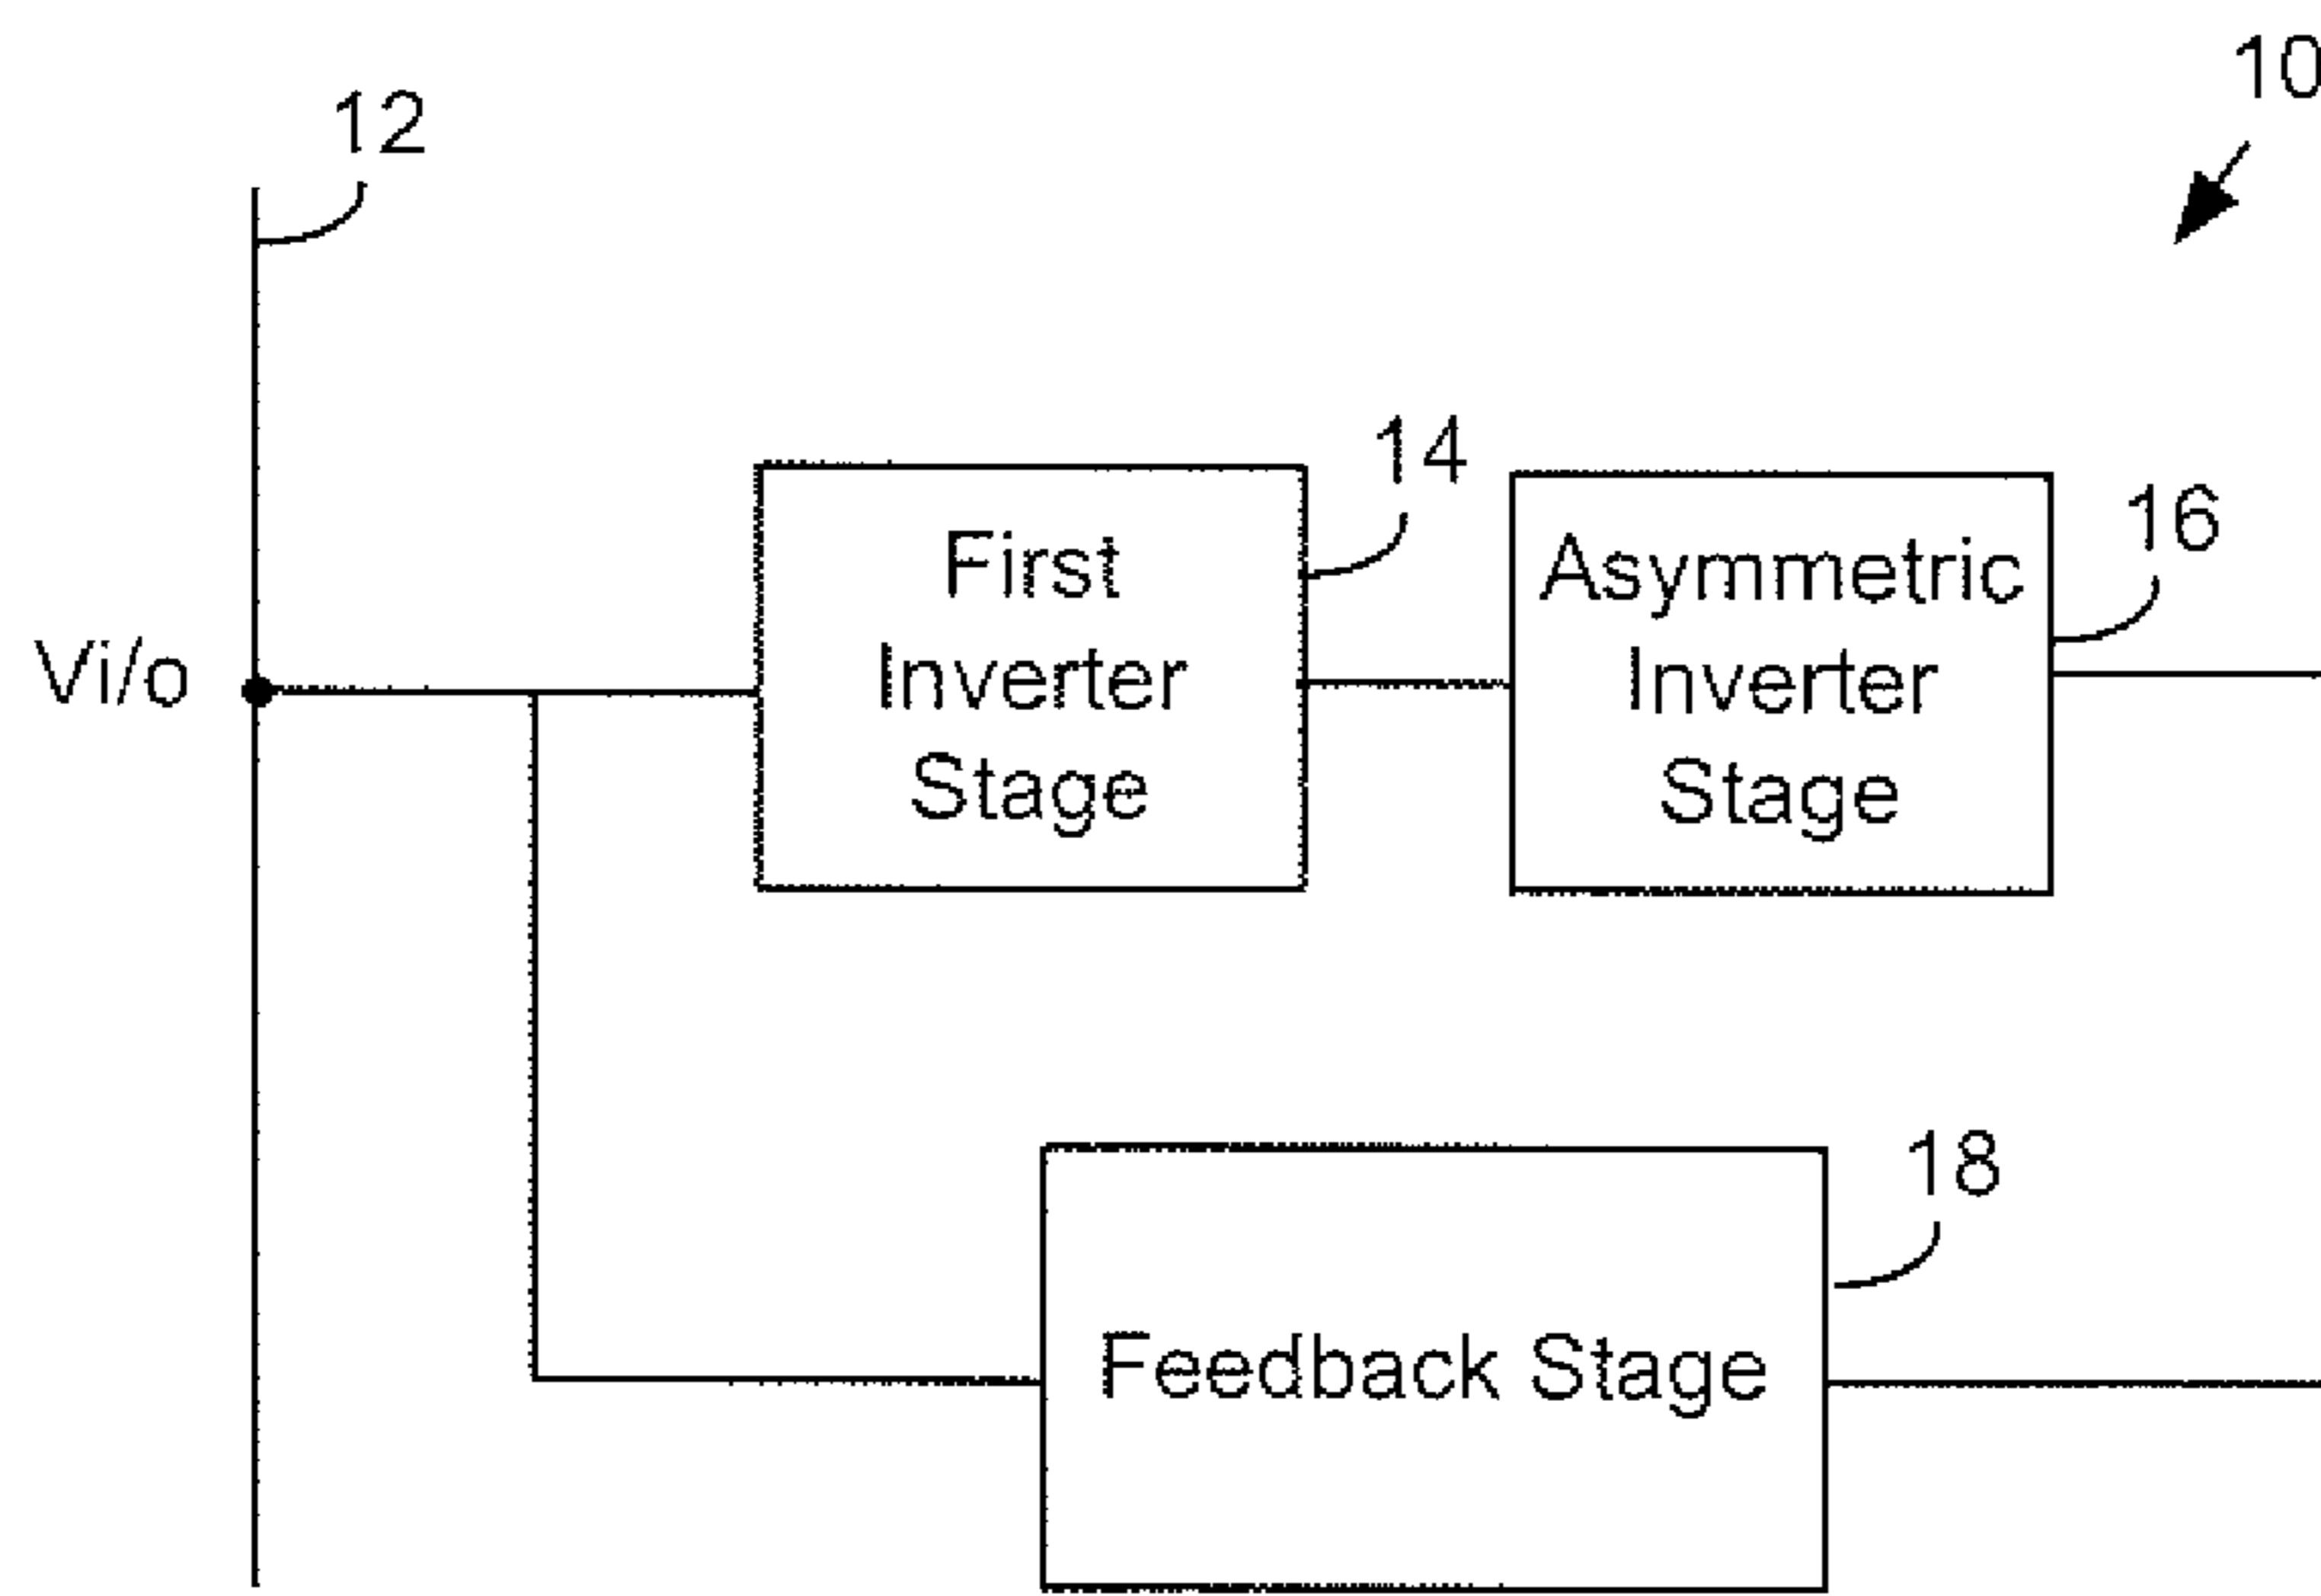 10
12
14
First
Inverter
Stage
16
Asymmetric
Inverter
Stage
Vi/o
18
Feedback Stage